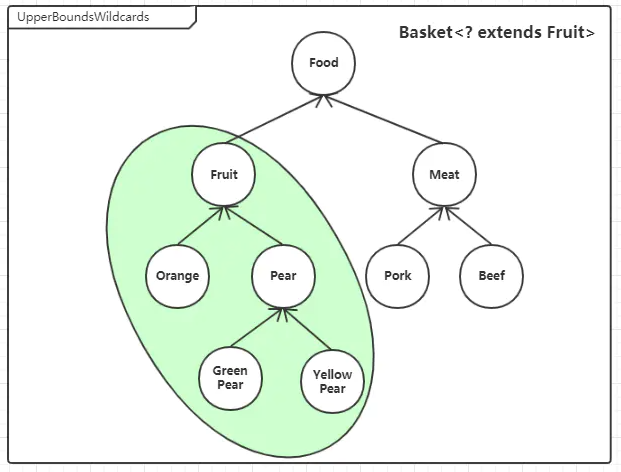 UpperBoundsWildcards
Basket<? extends Fruit>
Food
Fruit
Meat
Orange
Pear
Pork
Beef
Green
Pear
Yellow
Pear